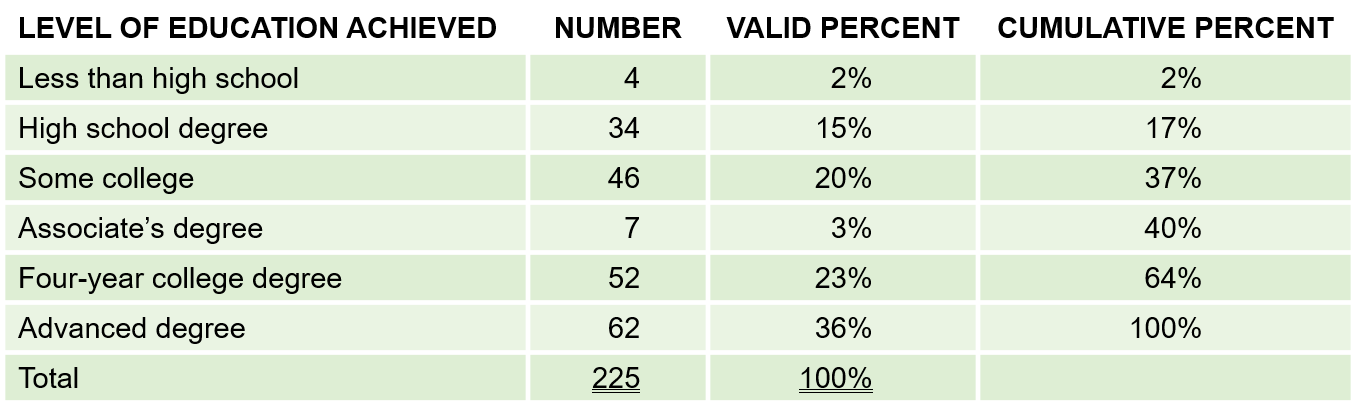 LEVEL OF EDUCATION ACHIEVED NUMBER VALID PERCENT CUMULATIVE PERCENT
Less than high school 4 2% 2%
High school degree 34 15% 17%
Some college 46 20% 37%
Associate’s degree 7 3% 40%
Four-year college degree 52 23% 64%
Advanced degree 62 36% 100%
Total 225 100%